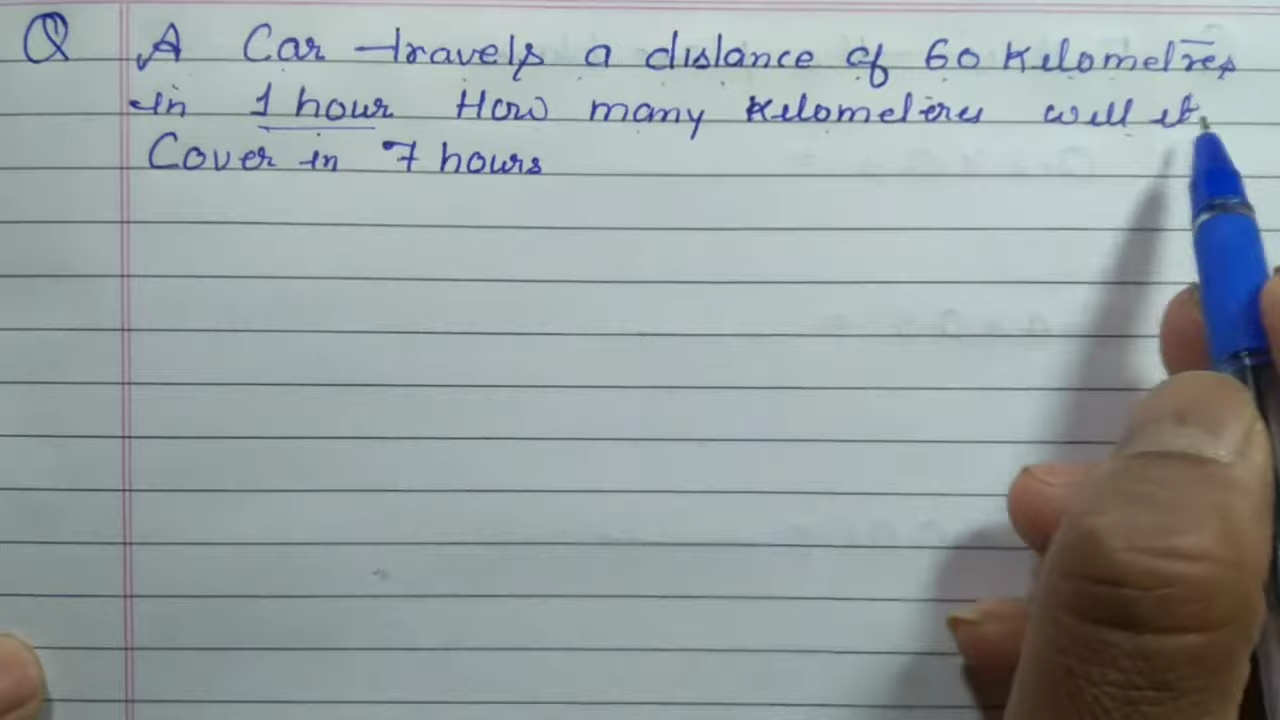 Q A Car travels a distance of 60 Kilometres
in 1 hour How many Kilometres will it
Cover in 7 hours